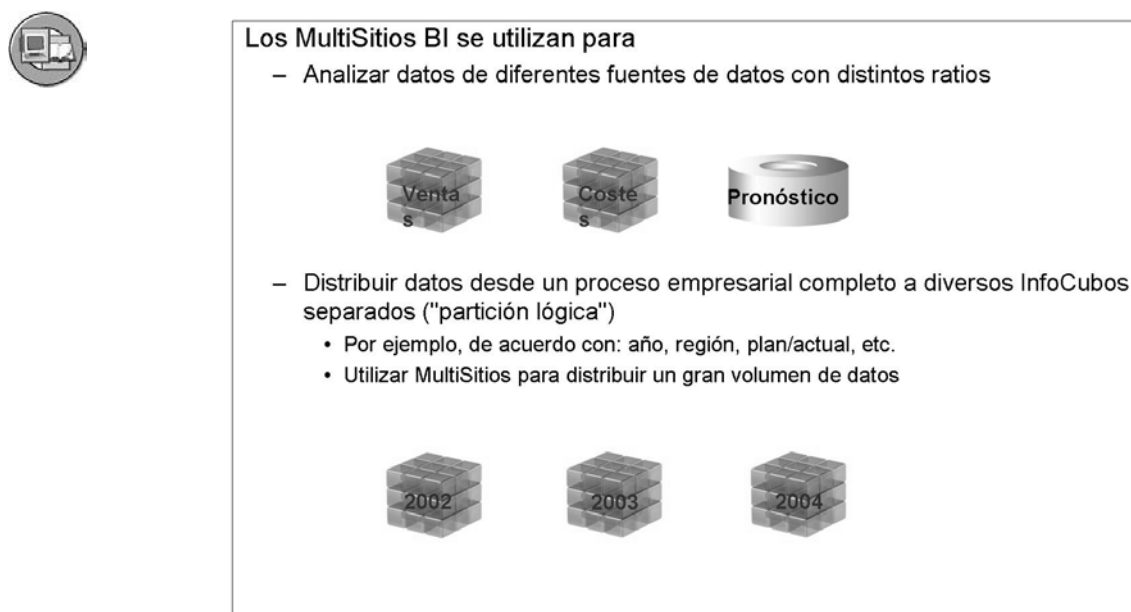 Los MultiSitios BI se utilizan para
– Analizar datos de diferentes fuentes de datos con distintos ratios
Venta
s
Coste
s
Pronóstico
– Distribuir datos desde un proceso empresarial completo a diversos InfoCubos
separados ("partición lógica")
• Por ejemplo, de acuerdo con: año, región, plan/actual, etc.
• Utilizar MultiSitios para distribuir un gran volumen de datos
2002
2003
2004